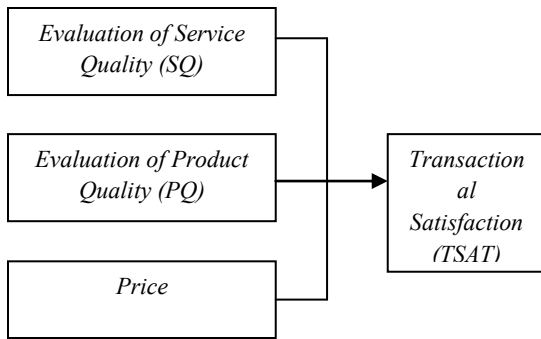 Evaluation of Service
Quality (SQ)
Evaluation of Product
Quality (PQ)
Price
Transaction
al
Satisfaction
(TSAT)